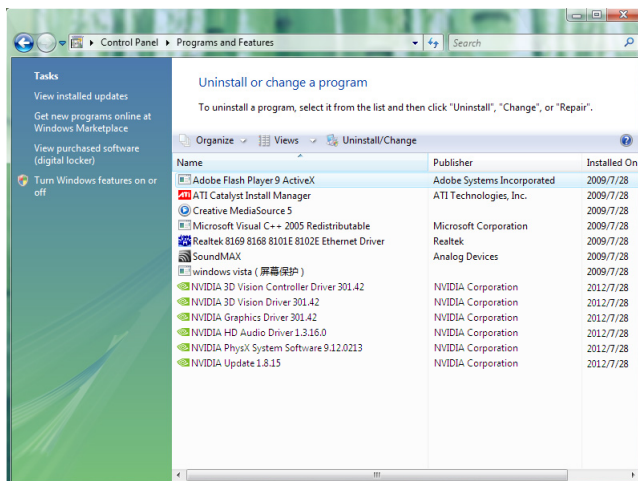 Control Panel ▸ Programs and Features
Search
Tasks
View installed updates
Get new programs online at
Windows Marketplace
View purchased software
(digital locker)
Turn Windows features on or
off
Uninstall or change a program
To uninstall a program, select it from the list and then click "Uninstall", "Change", or "Repair".
Organize Views Uninstall/Change
Name Publisher Installed On
Adobe Flash Player 9 ActiveX Adobe Systems Incorporated 2009/7/28
ATI ATI Catalyst Install Manager ATI Technologies, Inc. 2009/7/28
Creative MediaSource 5 2009/7/28
Microsoft Visual C++ 2005 Redistributable Microsoft Corporation 2009/7/28
Realtek 8169 8168 8101E 8102E Ethernet Driver Realtek 2009/7/28
SoundMAX Analog Devices 2009/7/28
windows vista ( 屏幕保护 ) 2009/7/28
NVIDIA 3D Vision Controller Driver 301.42 NVIDIA Corporation 2012/7/28
NVIDIA 3D Vision Driver 301.42 NVIDIA Corporation 2012/7/28
NVIDIA Graphics Driver 301.42 NVIDIA Corporation 2012/7/28
NVIDIA HD Audio Driver 1.3.16.0 NVIDIA Corporation 2012/7/28
NVIDIA PhysX System Software 9.12.0213 NVIDIA Corporation 2012/7/28
NVIDIA Update 1.8.15 NVIDIA Corporation 2012/7/28